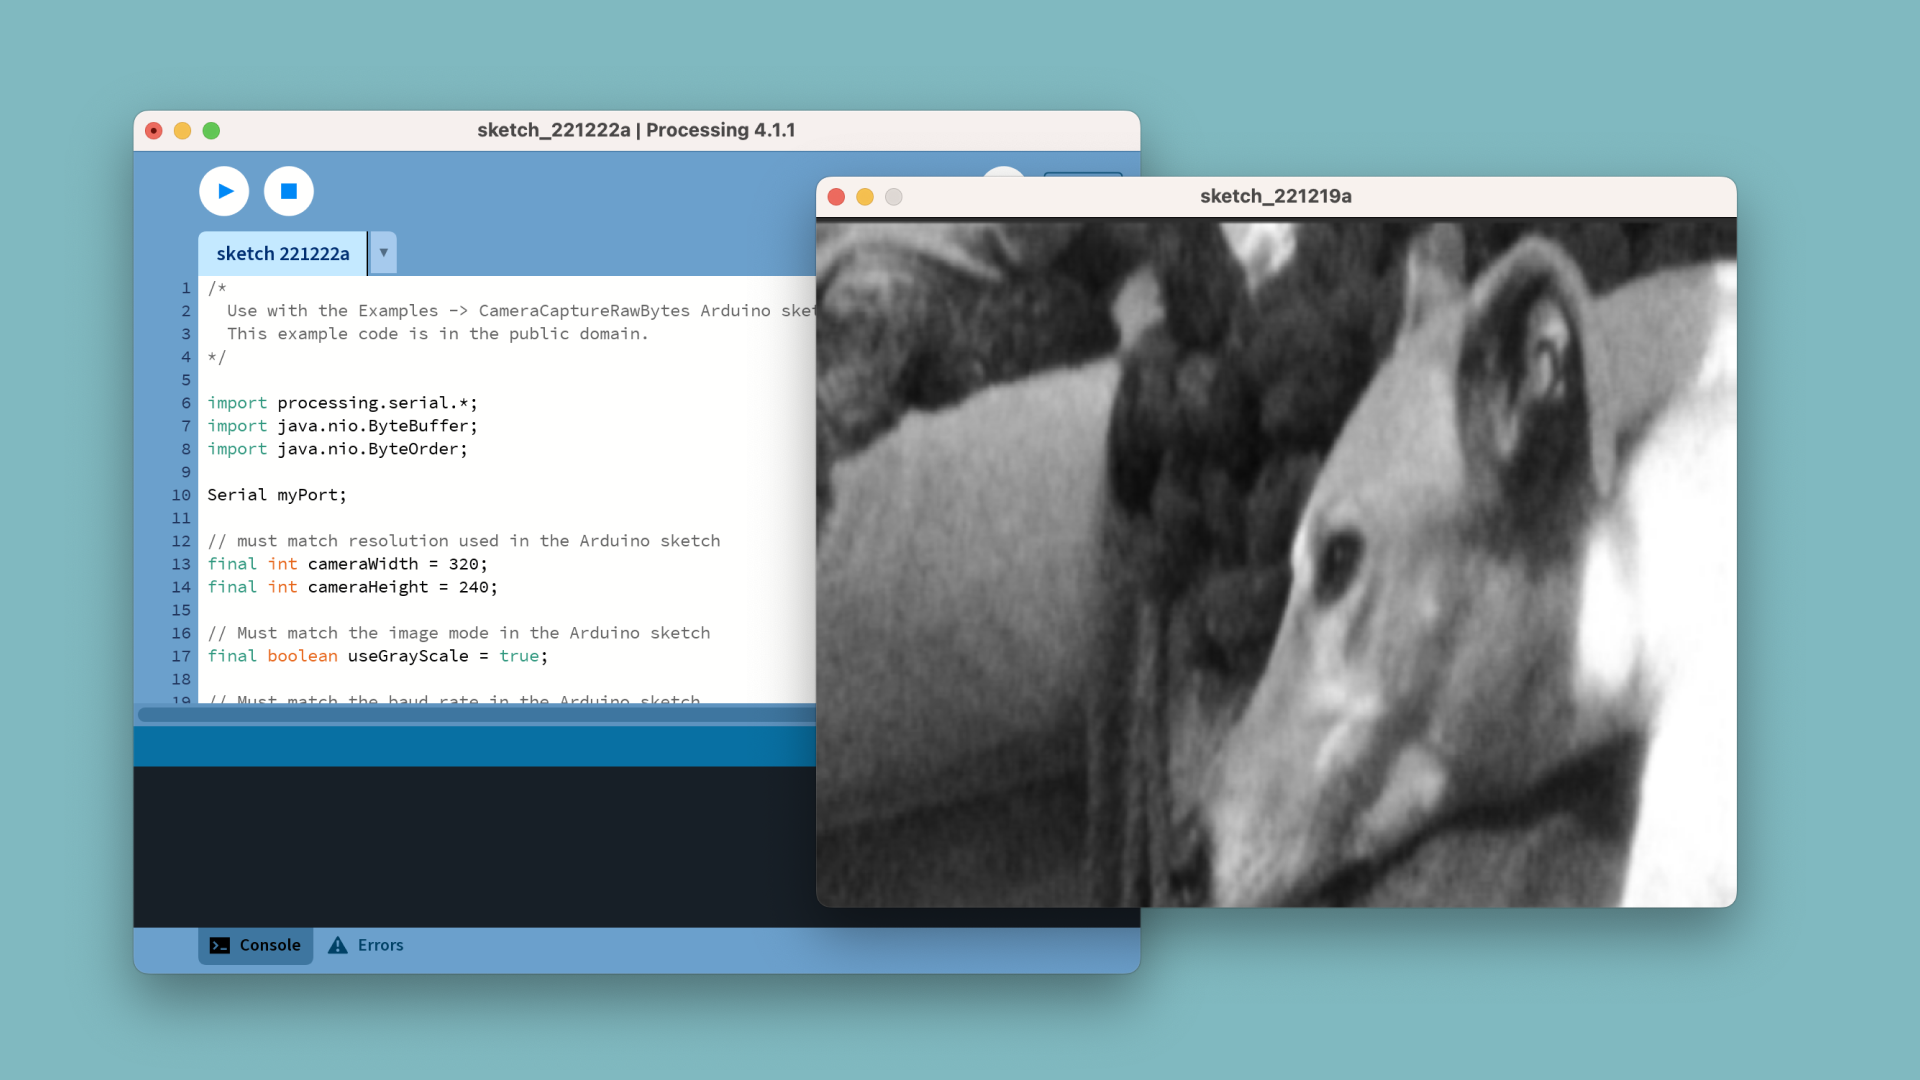 sketch_221222a | Processing 4.1.1
sketch 221222a
1 /*
2 Use with the Examples -> CameraCaptureRawBytes Arduino
3 This example code is in the public domain.
4 */
5
6 import processing.serial.*;
7 import java.nio.ByteBuffer;
8 import java.nio.ByteOrder;
9
10 Serial myPort;
11
12 // must match resolution used in the Arduino sketch
13 final int cameraWidth = 320;
14 final int cameraHeight = 240;
15
16 // Must match the image mode in the Arduino sketch
17 final boolean useGrayScale = true;
18
19 // Must match the baud rate in the Arduino sketch
Console
Errors
sketch_221219a